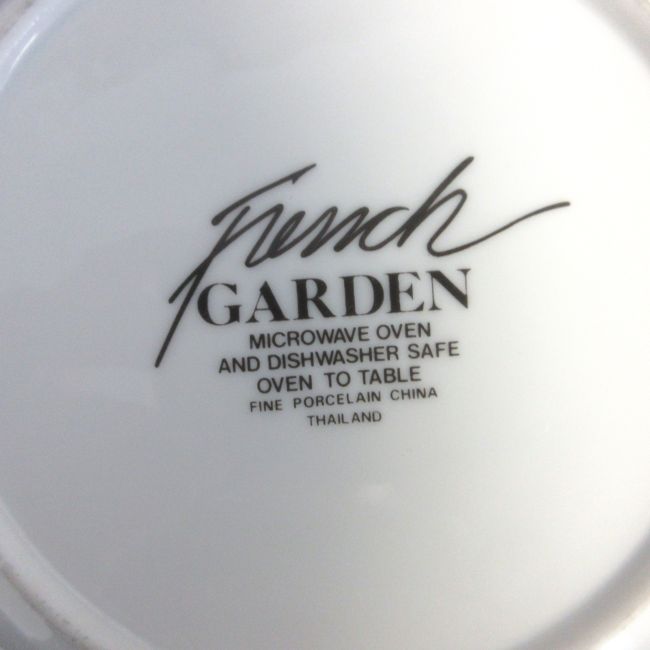 French
GARDEN
MICROWAVE OVEN
AND DISHWASHER SAFE
OVEN TO TABLE
FINE PORCELAIN CHINA
THAILAND